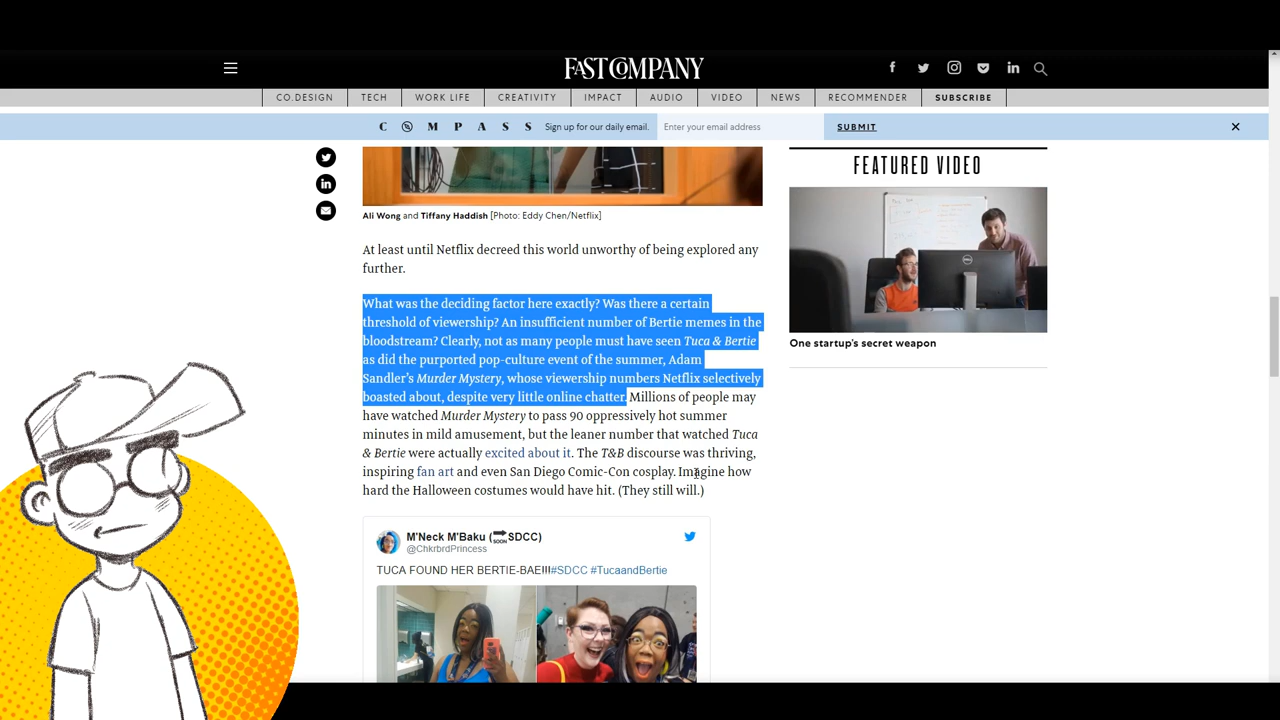 FAST COMPANY
CO.DESIGN
TECH
WORK LIFE
CREATIVITY
IMPACT
AUDIO
VIDEO
NEWS
RECOMMENDER
SUBSCRIBE
C M P A S S Sign up for our daily email. Enter your email address SUBMIT
Ali Wong and Tiffany Haddish [Photo: Eddy Chen/Netflix]
At least until Netflix decreed this world unworthy of being explored any
further.
What was the deciding factor here exactly? Was there a certain
threshold of viewership? An insufficient number of Bertie memes in the
bloodstream? Clearly, not as many people must have seen Tuca & Bertie
as did the purported pop-culture event of the summer, Adam
Sandler's Murder Mystery, whose viewership numbers Netflix selectively
boasted about, despite very little online chatter. Millions of people may
have watched Murder Mystery to pass 90 oppressively hot summer
minutes in mild amusement, but the leaner number that watched Tuca
& Bertie were actually excited about it. The T&B discourse was thriving,
inspiring fan art and even San Diego Comic-Con cosplay. Imagine how
hard the Halloween costumes would have hit. (They still will.)
M'Neck M'Baku (SOON SDCC)
@ChkrbrdPrincess
TUCA FOUND HER BERTIE-BAE!!!#SDCC #TucaandBertie
FEATURED VIDEO
DELL
One startup's secret weapon